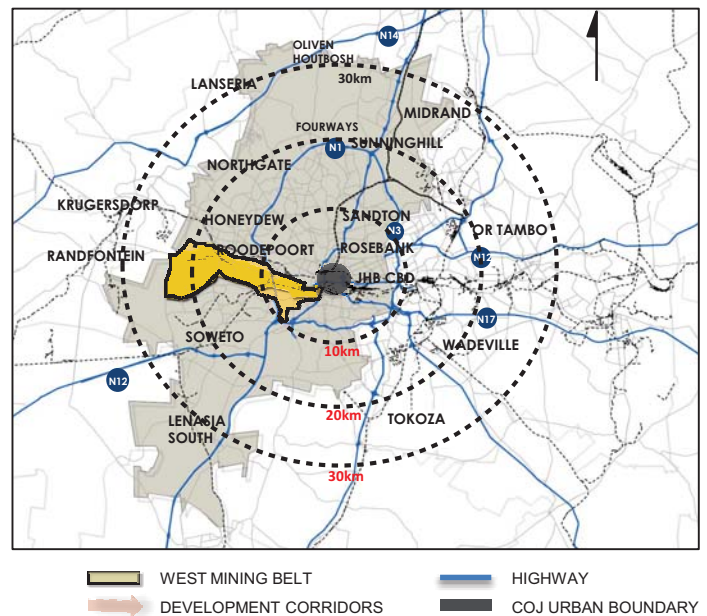 N14
OLIVEN
HOUTBOSH
30km
LANSERIA
MIDRAND
FOURWAYS
N1
SUNNINGHILL
NORTHGATE
KRUGERSDORP
HONEYDEW
SANDTON
N3
OR TAMBO
RANDFONTEIN
ROODEPOORT
ROSEBANK
N12
JHB CBD
N17
SOWETO
WADEVILLE
10km
N12
20km
LENASIA
SOUTH
TOKOZA
30km
WEST MINING BELT
HIGHWAY
DEVELOPMENT CORRIDORS
COJ URBAN BOUNDARY